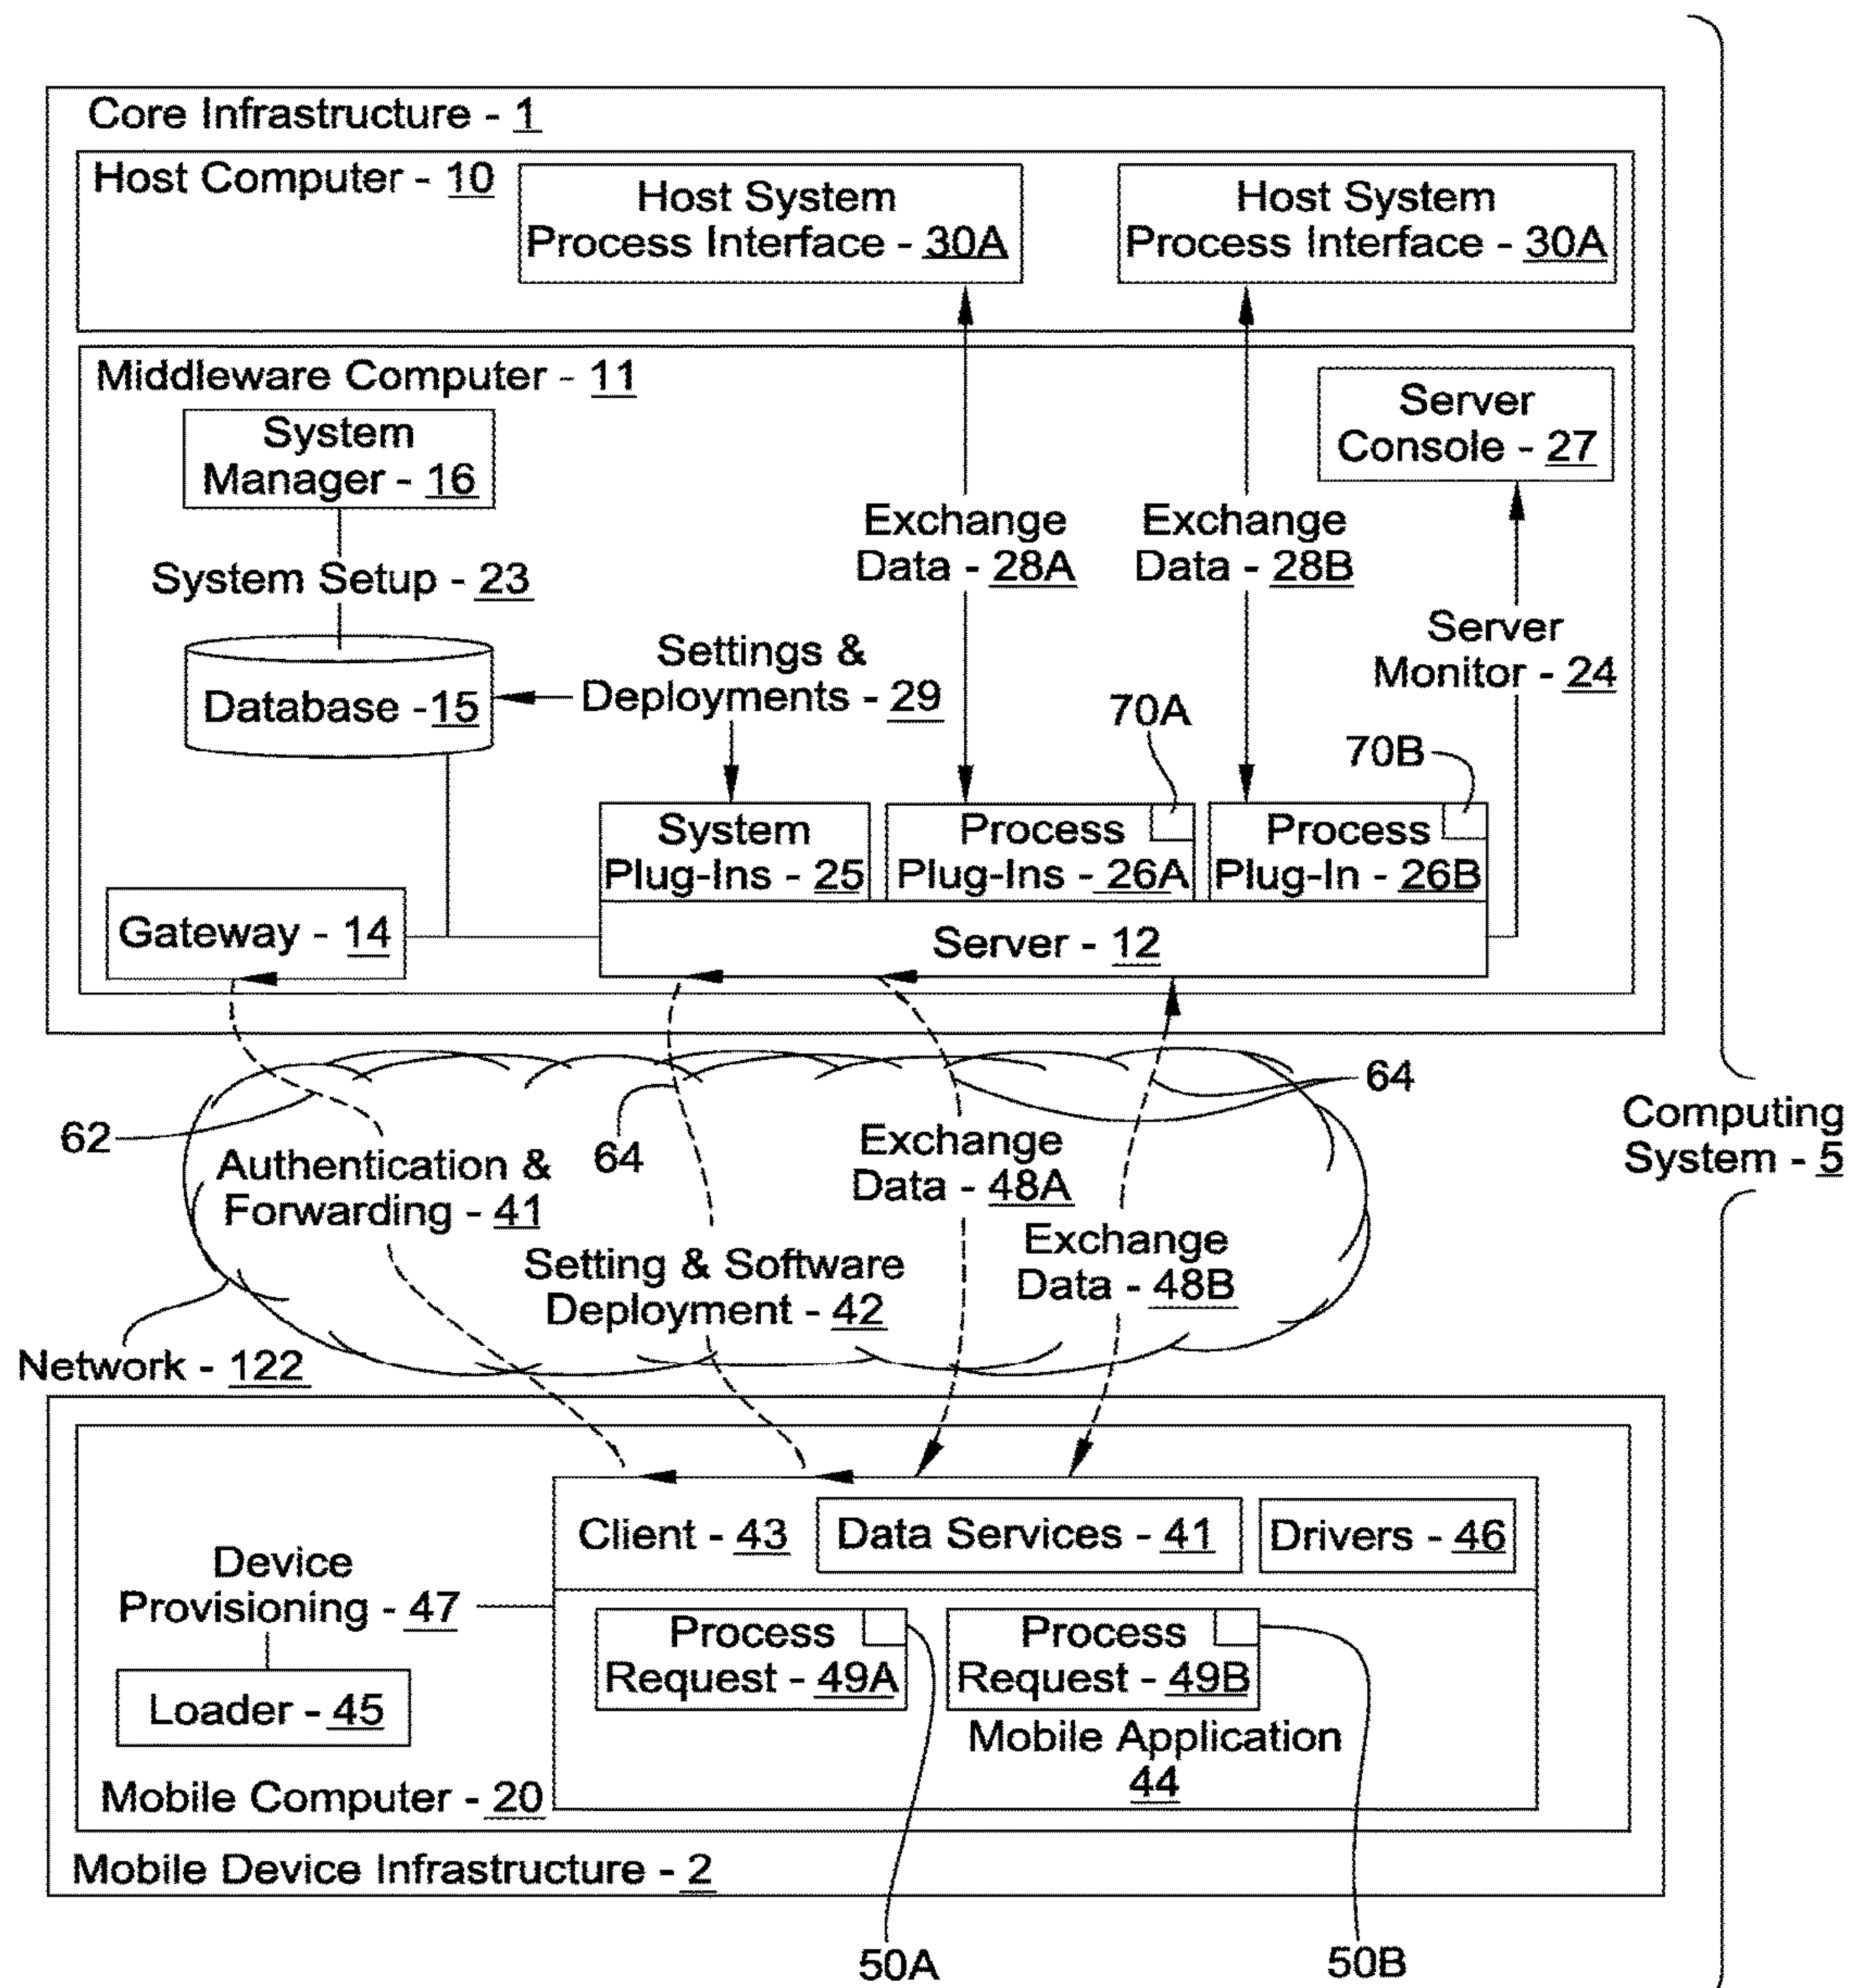 Core Infrastructure - 1
Host Computer - 10
Host System
Process Interface - 30A
Host System
Process Interface - 30A
Middleware Computer - 11
System
Manager - 16
Server
Console - 27
System Setup - 23
Exchange
Data - 28A
Exchange
Data - 28B
Database -15
Settings &
Deployments - 29
Server
Monitor - 24
70A
70B
System
Plug-Ins - 25
Process
Plug-Ins - 26A
Process
Plug-In - 26B
Gateway - 14
Server - 12
62
64
64
Computing
System - 5
Authentication &
Forwarding - 41
Exchange
Data - 48A
Setting & Software
Deployment - 42
Exchange
Data - 48B
Network - 122
Client - 43
Data Services - 41
Drivers - 46
Device
Provisioning - 47
Process
Request - 49A
Process
Request - 49B
Loader - 45
Mobile Application
44
Mobile Computer - 20
Mobile Device Infrastructure - 2
50A
50B